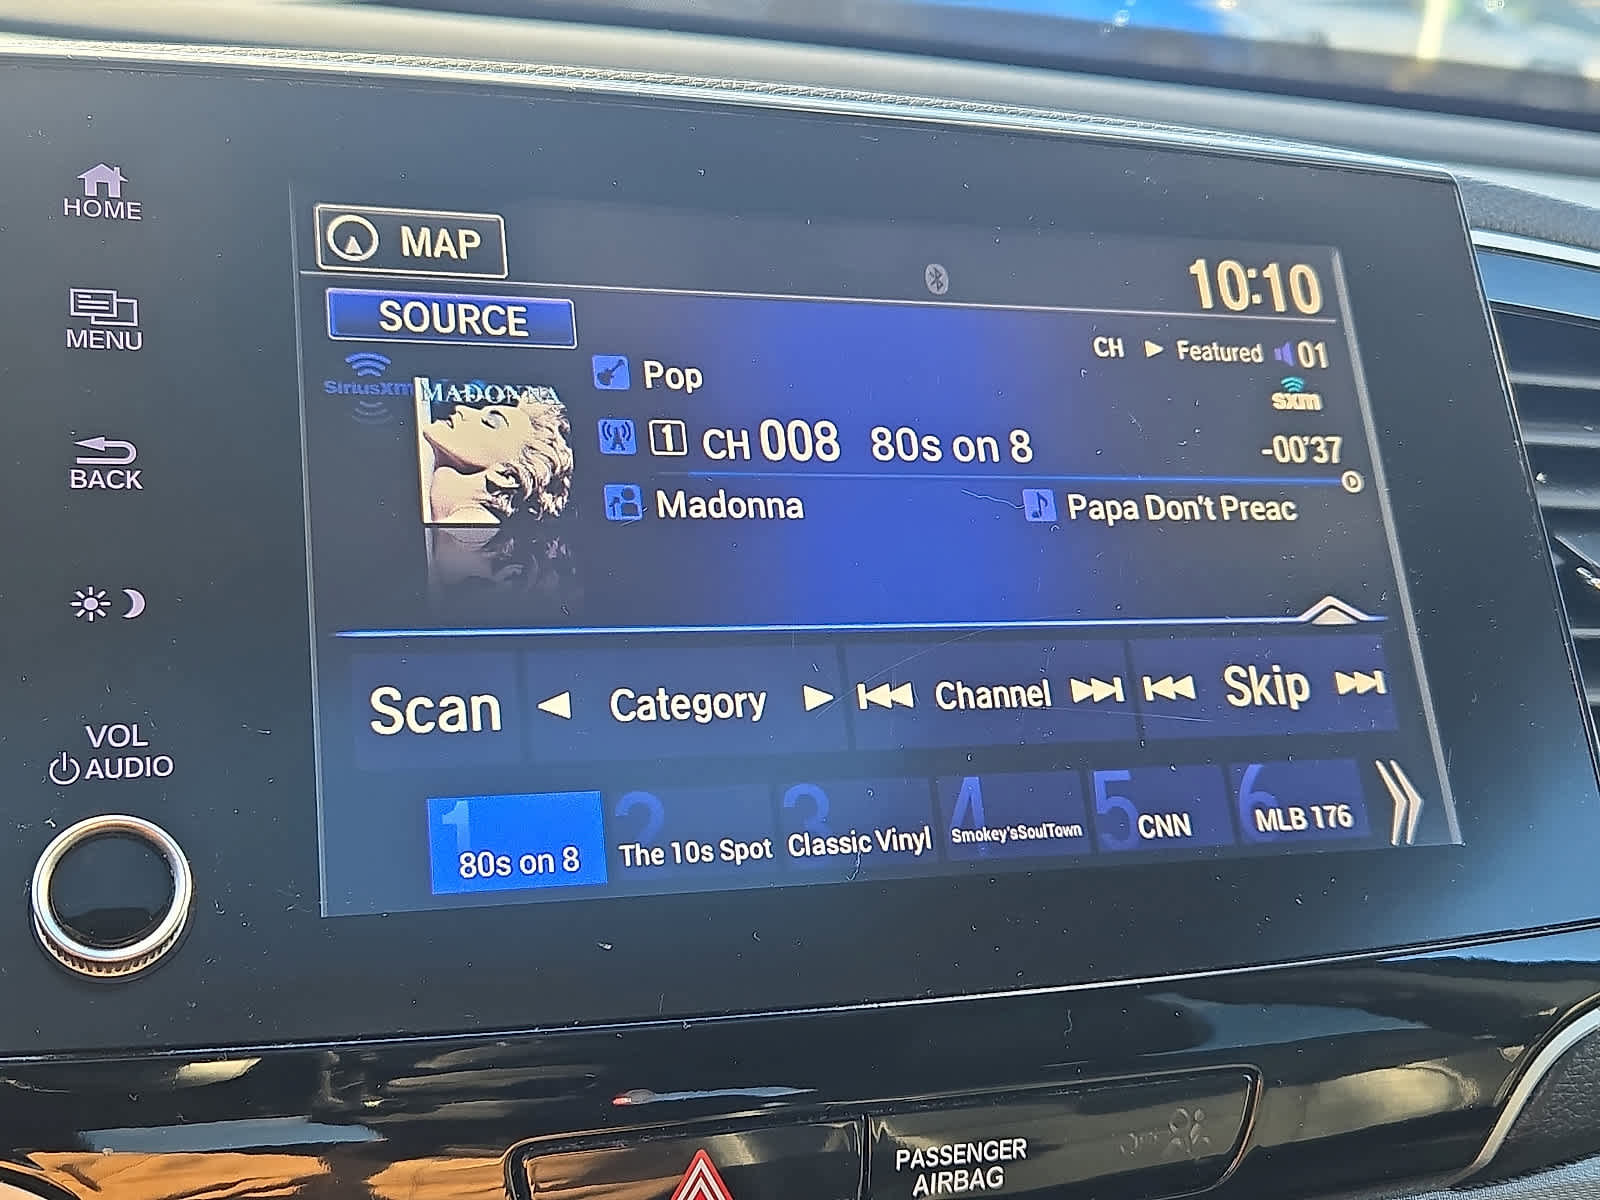 HOME
MENU
BACK
VOL
AUDIO
MAP
10:10
SOURCE
CH Featured 01
SiriusXM
MADONNA
Pop
sxm
1 CH 008 80s on 8
-00'37
Madonna
Papa Don't Preac
Scan
Category
Channel
Skip
1 80s on 8
2 The 10s Spot
3 Classic Vinyl
4 Smokey'sSoulTown
5 CNN
6 MLB 176
PASSENGER
AIRBAG